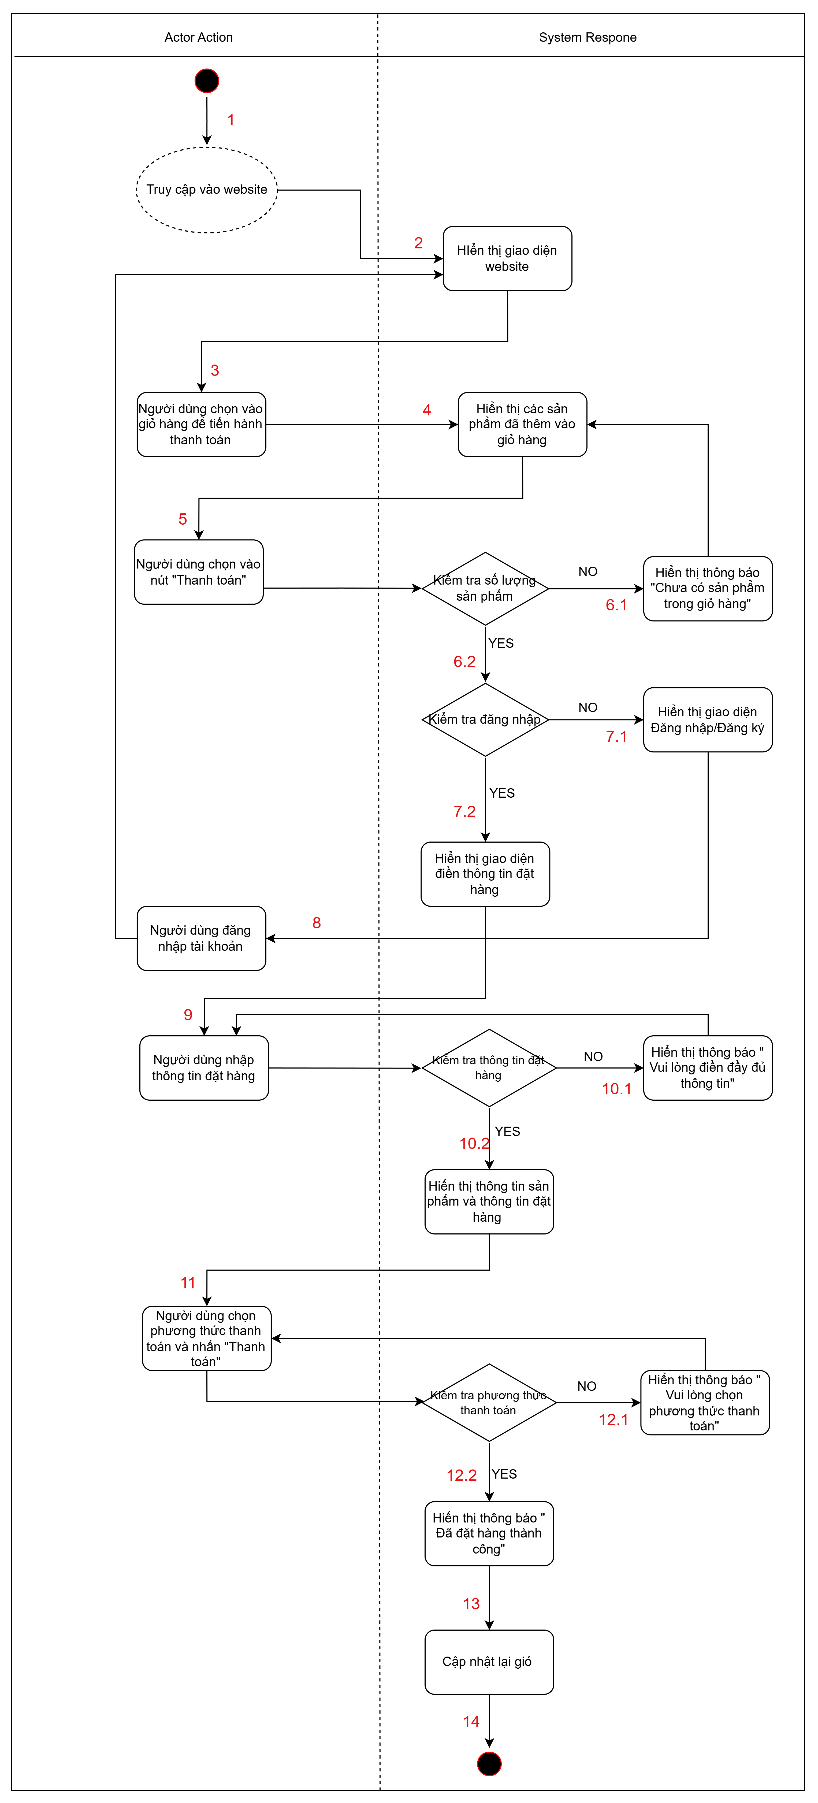 Actor Action
System Respone
1
Truy cập vào website
2
HIển thị giao diện
website
3
Người dùng chọn vào
giỏ hàng để tiến hành
thanh toán
4
Hiển thị các sản
phẩm đã thêm vào
giỏ hàng
5
Người dùng chọn vào
nút "Thanh toán"
Kiểm tra số lượng
sản phẩm
NO
6.1
Hiển thị thông báo
"Chưa có sản phẩm
trong giỏ hàng"
YES
6.2
Kiểm tra đăng nhập
NO
7.1
Hiển thị giao diện
Đăng nhập/Đăng ký
YES
7.2
Hiển thị giao diện
điền thông tin đặt
hàng
8
Người dùng đăng
nhập tài khoản
9
Người dùng nhập
thông tin đặt hàng
Kiểm tra thông tin đặt
hàng
NO
10.1
Hiển thị thông báo "
Vui lòng điền đầy đủ
thông tin"
YES
10.2
Hiển thị thông tin sản
phẩm và thông tin đặt
hàng
11
Người dùng chọn
phương thức thanh
toán và nhấn "Thanh
toán"
Kiểm tra phương thức
thanh toán
NO
12.1
Hiển thị thông báo "
Vui lòng chọn
phương thức thanh
toán"
YES
12.2
Hiển thị thông báo "
Đã đặt hàng thành
công"
13
Cập nhật lại giỏ
14